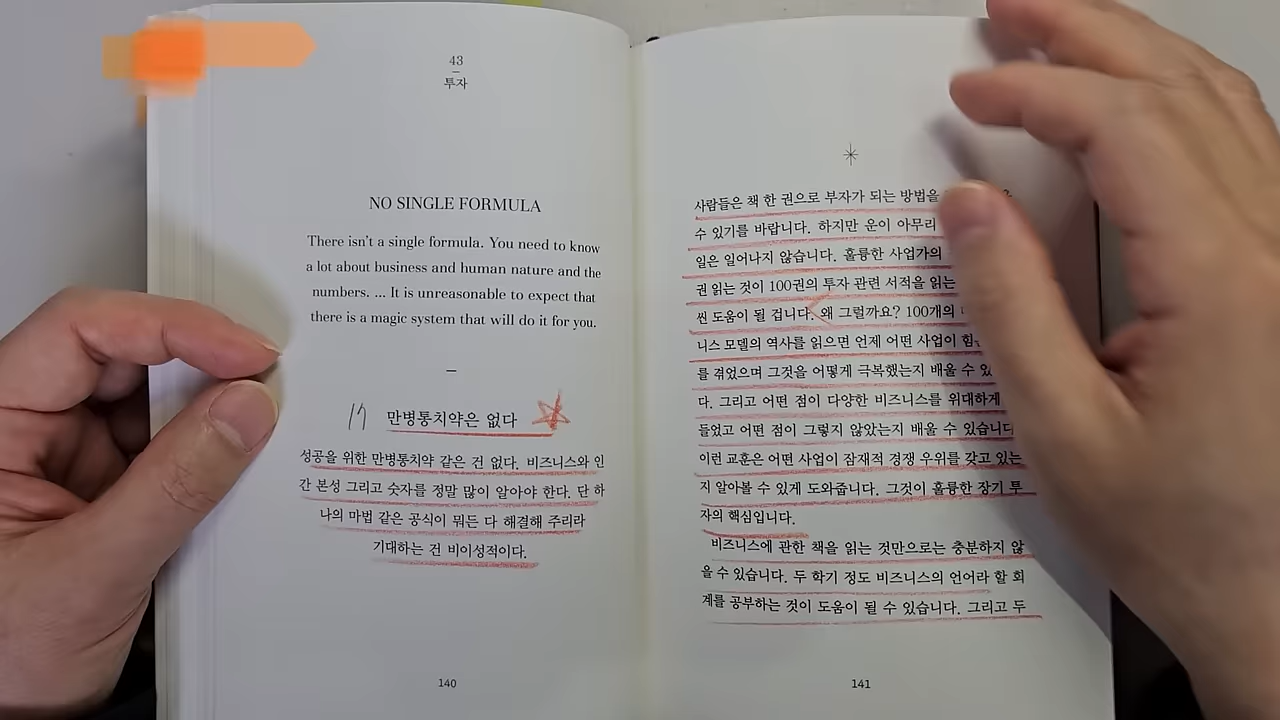 43
투자
NO SINGLE FORMULA
There isn't a single formula. You need to know
a lot about business and human nature and the
numbers. ... It is unreasonable to expect that
there is a magic system that will do it for you.
17 만병통치약은 없다
성공을 위한 만병통치약 같은 건 없다. 비즈니스와 인
간 본성 그리고 숫자를 정말 많이 알아야 한다. 단 하
나의 마법 같은 공식이 뭐든 다 해결해 주리라
기대하는 건 비이성적이다.
140
사람들은 책 한 권으로 부자가 되는 방법을
수 있기를 바랍니다. 하지만 운이 아무리
일은 일어나지 않습니다. 훌륭한 사업가의
권 읽는 것이 100권의 투자 관련 서적을 읽는
씬 도움이 될 겁니다. 왜 그럴까요? 100개의
니스 모델의 역사를 읽으면 언제 어떤 사업이
를 겪었으며 그것을 어떻게 극복했는지 배울 수
다. 그리고 어떤 점이 다양한 비즈니스를 위대하게
들었고 어떤 점이 그렇지 않았는지 배울 수 있습니다
이런 교훈은 어떤 사업이 잠재적 경쟁 우위를 갖고 있는
지 알아볼 수 있게 도와줍니다. 그것이 훌륭한 장기 투
자의 핵심입니다.
비즈니스에 관한 책을 읽는 것만으로는 충분하지 않
을 수 있습니다. 두 학기 정도 비즈니스의 언어라 할 회
계를 공부하는 것이 도움이 될 수 있습니다. 그리고 두
141